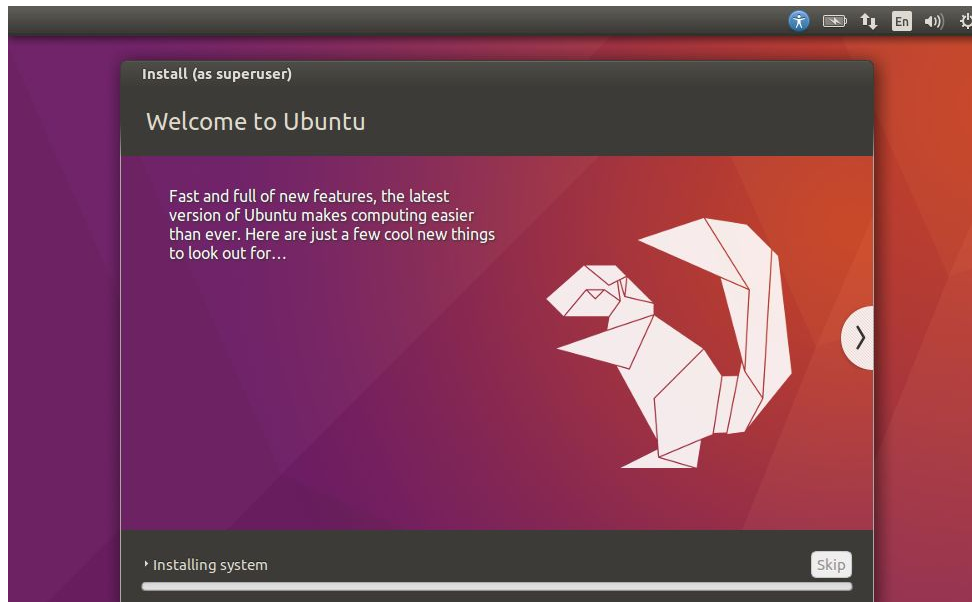 En
Install (as superuser)
Welcome to Ubuntu
Fast and full of new features, the latest
version of Ubuntu makes computing easier
than ever. Here are just a few cool new things
to look out for…
Installing system
Skip